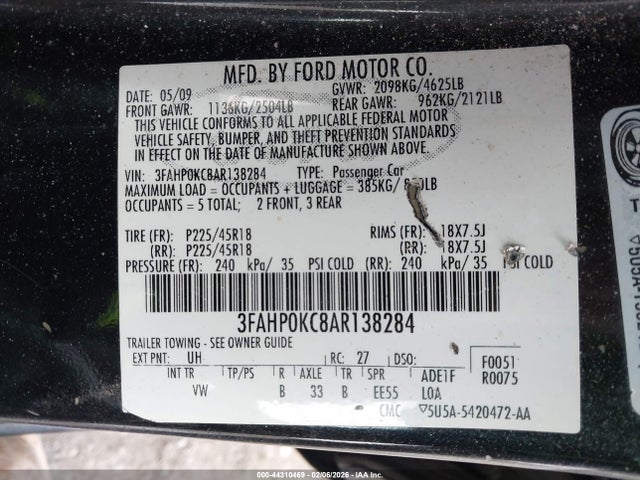 MFD. BY FORD MOTOR CO.
DATE: 05/09 GVWR: 2098KG/4625LB
FRONT GAWR: 1136KG/2504LB REAR GAWR: 962KG/2121LB
THIS VEHICLE CONFORMS TO ALL APPLICABLE FEDERAL MOTOR
VEHICLE SAFETY, BUMPER, AND THEFT PREVENTION STANDARDS
IN EFFECT ON THE DATE OF MANUFACTURE SHOWN ABOVE.
VIN: 3FAHP0KC8AR138284 TYPE: Passenger Car
MAXIMUM LOAD = OCCUPANTS + LUGGAGE = 385KG/
OCCUPANTS = 5 TOTAL; 2 FRONT, 3 REAR
TIRE (FR): P225/45R18 RIMS (FR): 18X7.5J
(RR): P225/45R18 (RR): 18X7.5J
PRESSURE (FR): 240 kPa/ 35 PSI COLD (RR): 240 kPa/ 35 PSI COLD
3FAHP0KC8AR138284
TRAILER TOWING - SEE OWNER GUIDE
EXT PNT: UH RC: 27 DSO: F0051
INT TR TP/PS R AXLE TR SPR ADE1F R0075
VW B 33 B EE55 L0A
CMC ▽5U5A-5420472-AA
000-44310469 - 02/06/2026 - COPYRIGHT IAA, INC.